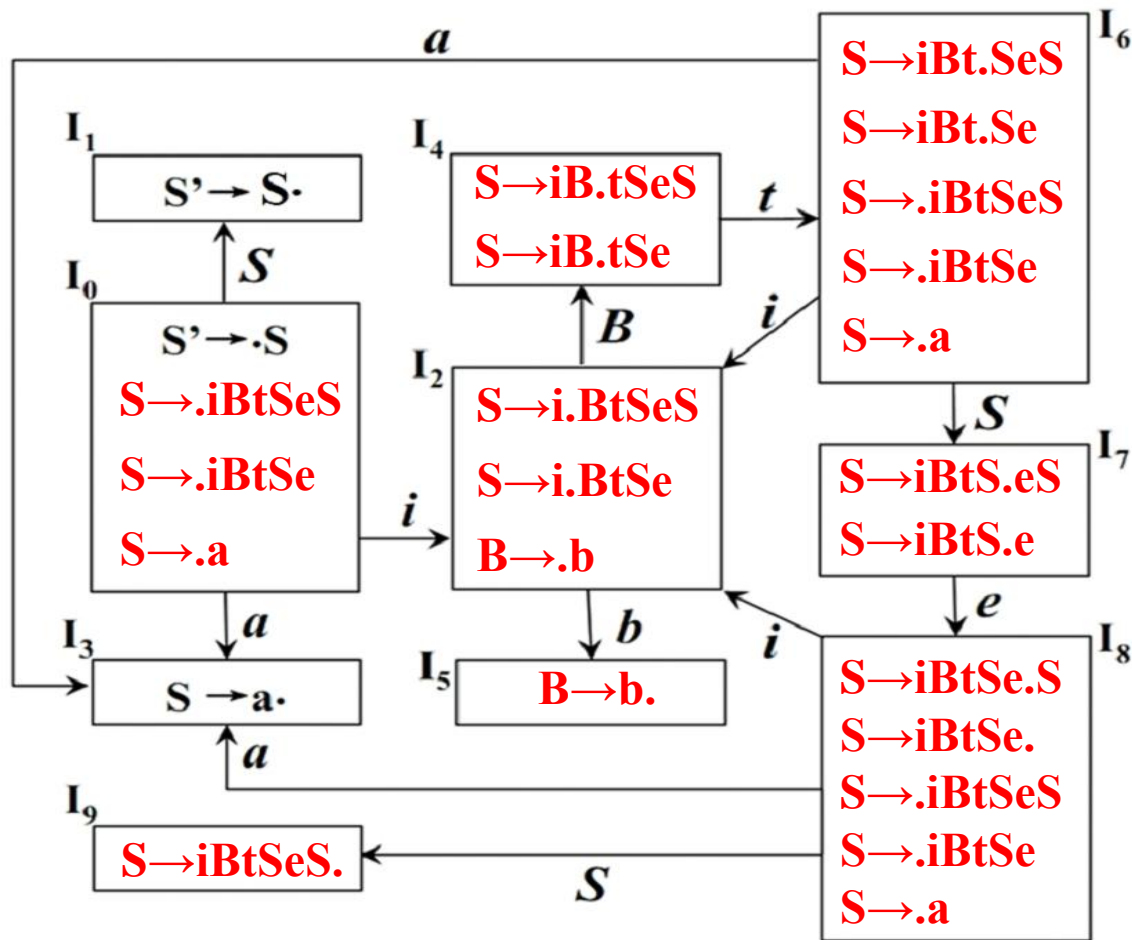 a
I₆
S→iBt.SeS
S→iBt.Se
S→.iBtSeS
S→.iBtSe
S→.a
I₁
S' → S·
S
I₄
S→iB.tSeS
S→iB.tSe
t
B
i
I₀
S' → ·S
S→.iBtSeS
S→.iBtSe
S→.a
i
I₂
S→i.BtSeS
S→i.BtSe
B→.b
S
I₇
S→iBtS.eS
S→iBtS.e
a
b
i
e
I₃
S → a·
I₅
B→b.
I₈
S→iBtSe.S
S→iBtSe.
S→.iBtSeS
S→.iBtSe
S→.a
a
I₉
S→iBtSeS.
S